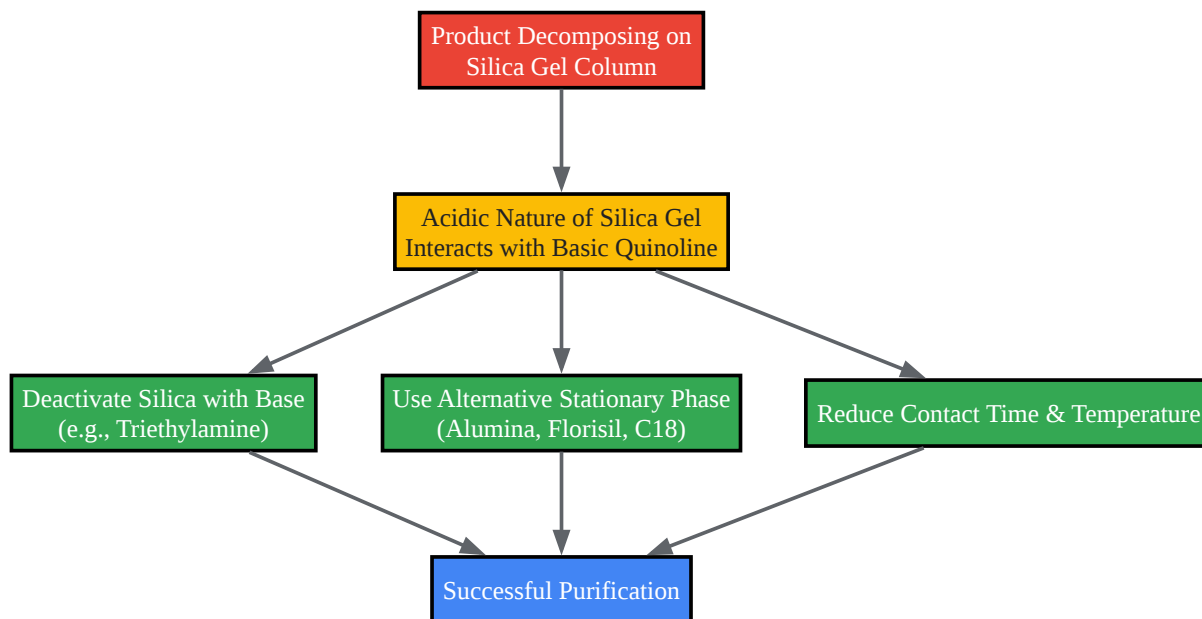 Product Decomposing on
Silica Gel Column
Acidic Nature of Silica Gel
Interacts with Basic Quinoline
Deactivate Silica with Base
(e.g., Triethylamine)
Use Alternative Stationary Phase
(Alumina, Florisil, C18)
Reduce Contact Time & Temperature
Successful Purification